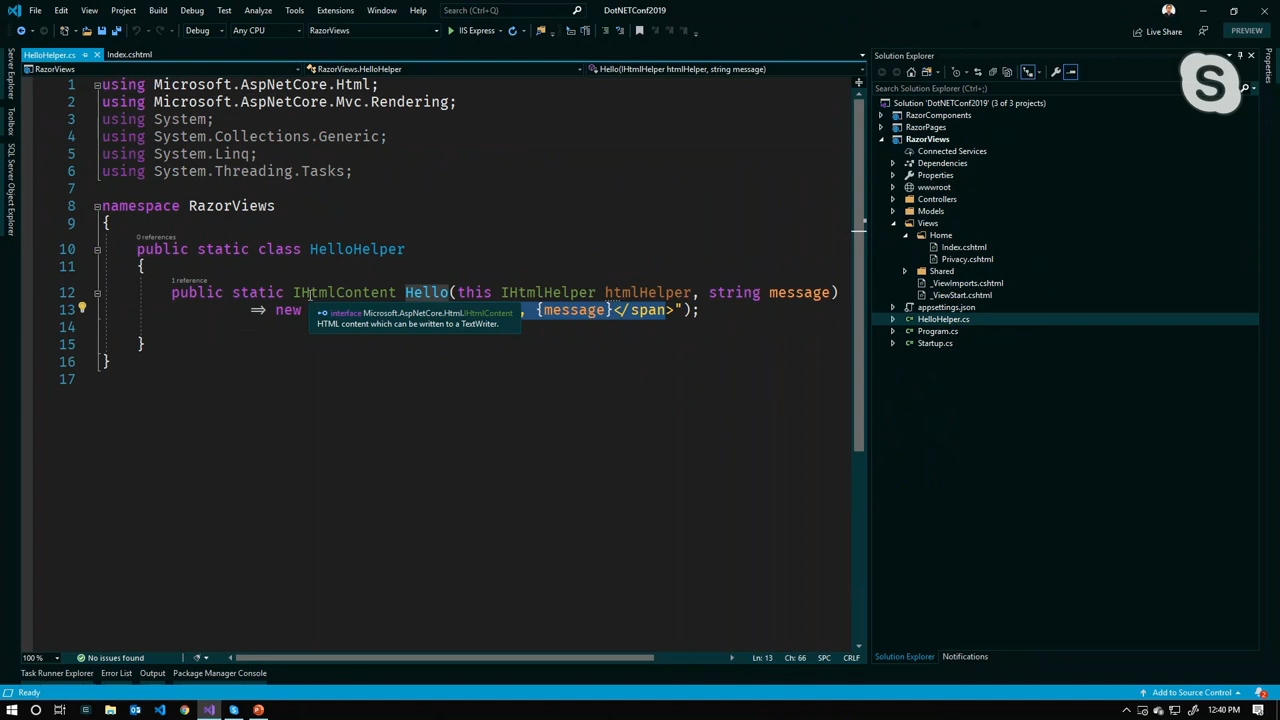 File Edit View Project Build Debug Test Analyze Tools Extensions Window Help Search (Ctrl+Q) DotNETConf2019
PREVIEW
Debug Any CPU RazorViews IIS Express Live Share
HelloHelper.cs Index.cshtml
RazorViews RazorViews.HelloHelper Hello(IHtmlHelper htmlHelper, string message)
1 using Microsoft.AspNetCore.Html;
2 using Microsoft.AspNetCore.Mvc.Rendering;
3 using System;
4 using System.Collections.Generic;
5 using System.Linq;
6 using System.Threading.Tasks;
7
8 namespace RazorViews
9 {
0 references
10 public static class HelloHelper
11 {
1 reference
12 public static IHtmlContent Hello(this IHtmlHelper htmlHelper, string message)
13 => new , {message}</span>");
interface Microsoft.AspNetCore.Html.IHtmlContent
HTML content which can be written to a TextWriter.
14
15 }
16 }
17
100 % No issues found Ln: 13 Ch: 66 SPC CRLF
Server Explorer
Toolbox
SQL Server Object Explorer
Solution Explorer
Search Solution Explorer (Ctrl+;)
Solution 'DotNETConf2019' (3 of 3 projects)
RazorComponents
RazorPages
RazorViews
Connected Services
Dependencies
Properties
wwwroot
Controllers
Models
Views
Home
Index.cshtml
Privacy.cshtml
Shared
_ViewImports.cshtml
_ViewStart.cshtml
appsettings.json
HelloHelper.cs
Program.cs
Startup.cs
Solution Explorer Notifications
Properties
S
Task Runner Explorer Error List Output Package Manager Console
Ready Add to Source Control 2
12:40 PM